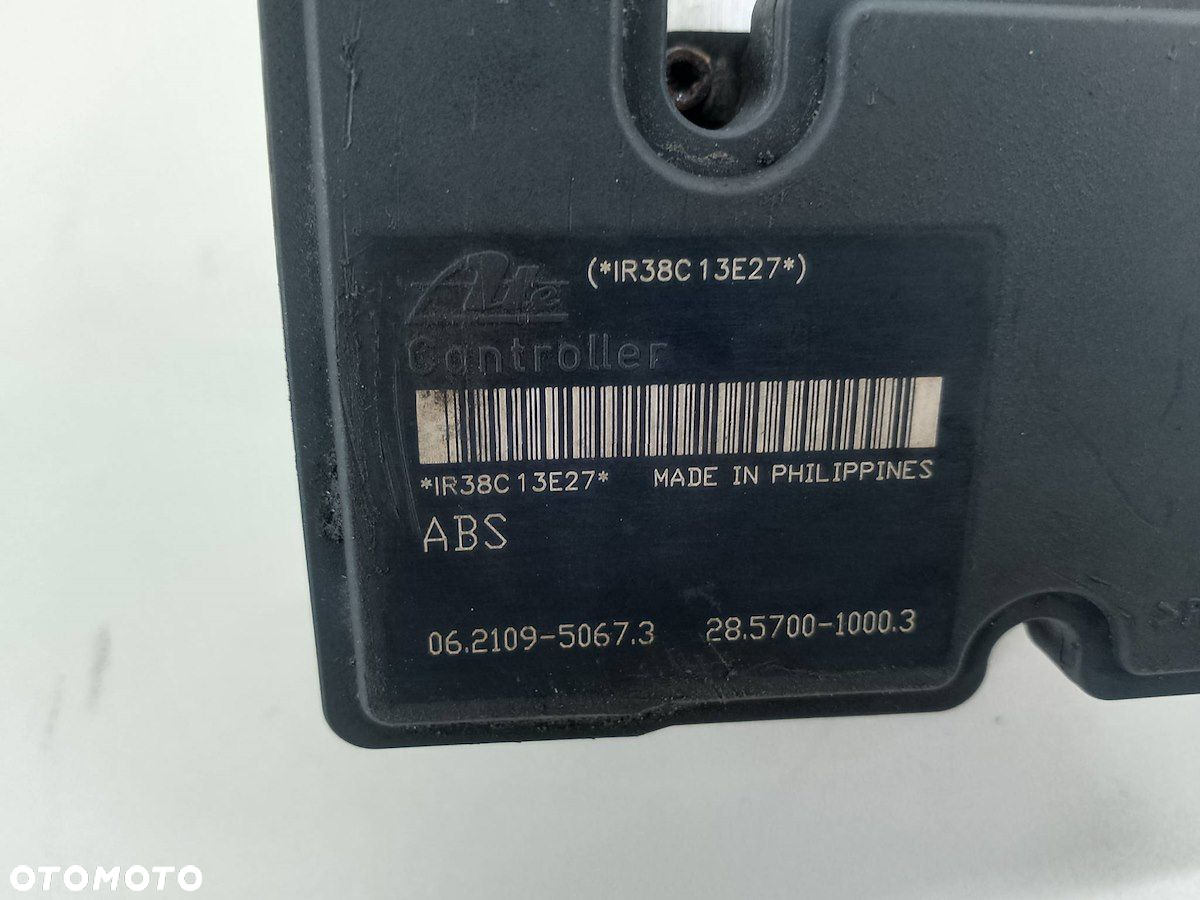 (*IR38C13E27*)
Ate
Controller
*IR38C13E27* MADE IN PHILIPPINES
ABS
06.2109-5067.3 28.5700-1000.3
OTOMOTO